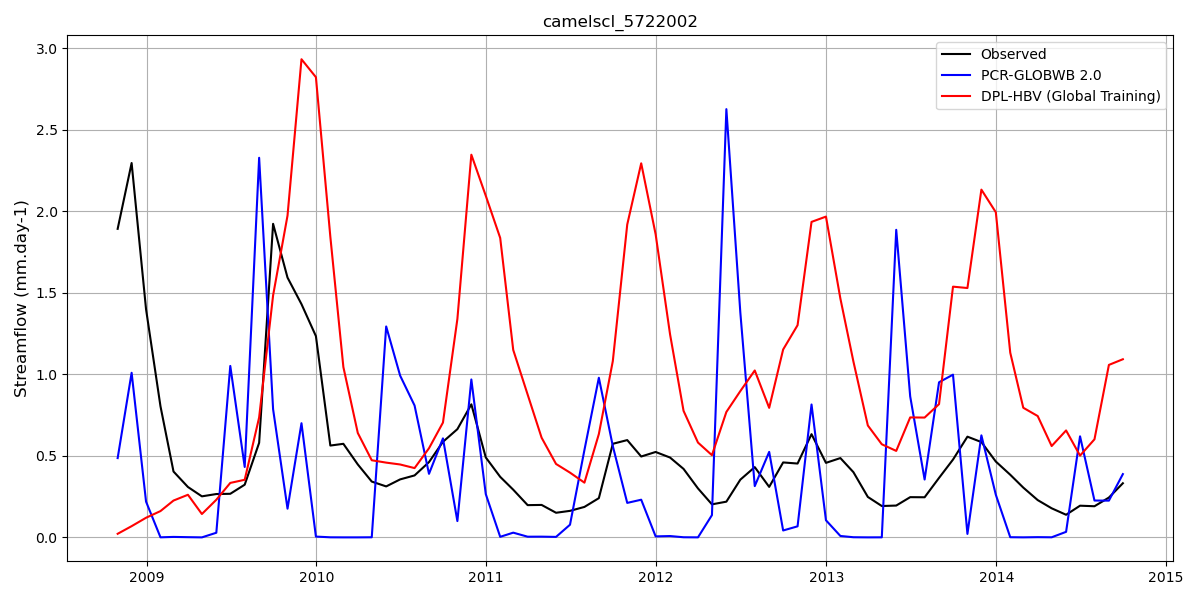 camelscl_5722002
Streamflow (mm.day-1)
3.0
2.5
2.0
1.5
1.0
0.5
0.0
Observed
PCR-GLOBWB 2.0
DPL-HBV (Global Training)
2009 2010 2011 2012 2013 2014 2015